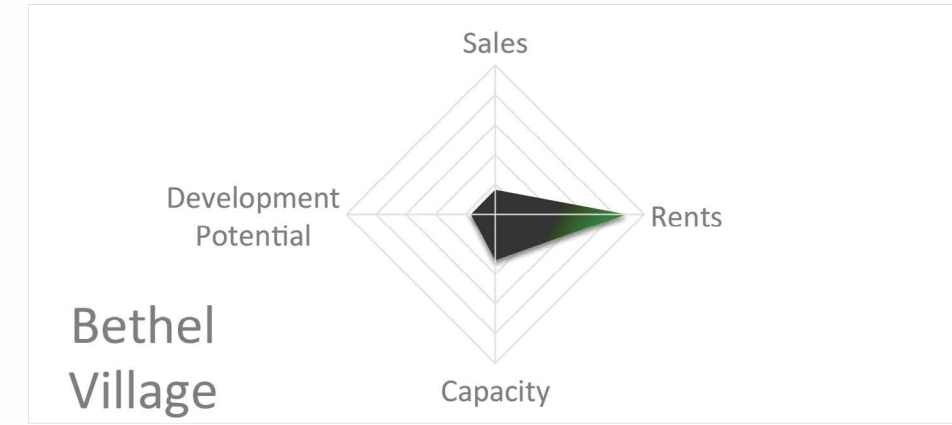 Sales
Development
Potential
Rents
Bethel
Village
Capacity